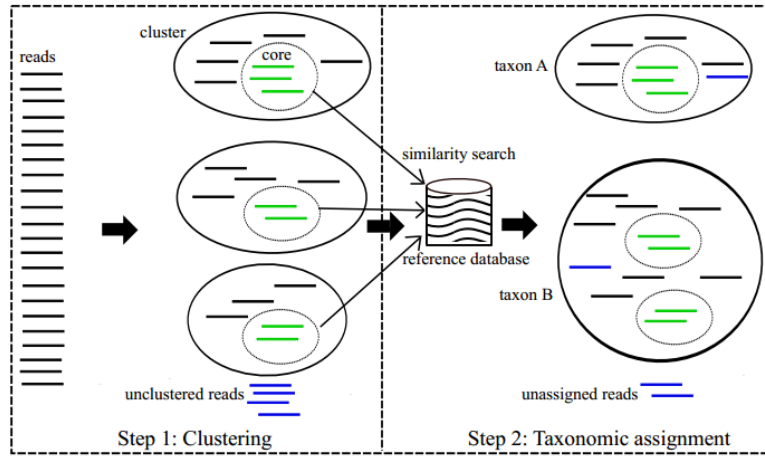 reads
cluster
core
unclustered reads
Step 1: Clustering
similarity search
reference database
taxon A
taxon B
unassigned reads
Step 2: Taxonomic assignment